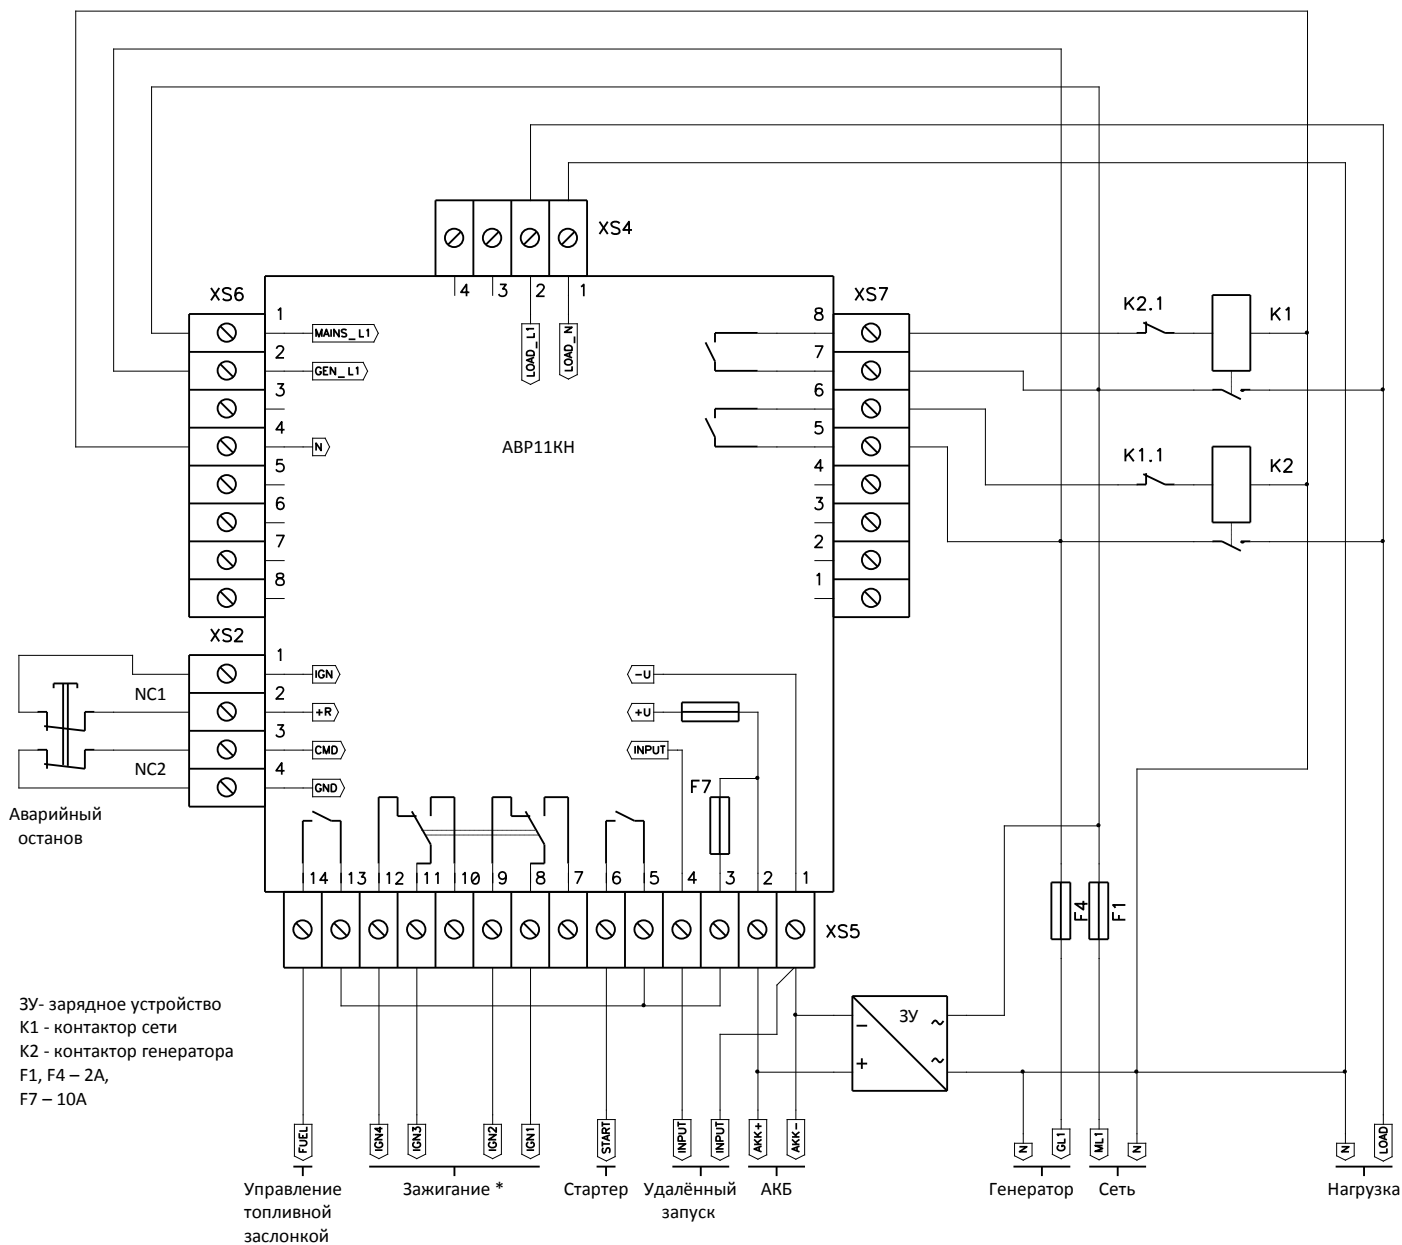 XS4
4
3
2
1
LOAD_L1
LOAD_N
XS6
1
MAINS_L1
2
GEN_L1
3
4
N
5
6
7
8
АВР11КН
XS7
8
7
6
5
4
3
2
1
K2.1
K1
K1.1
K2
XS2
1
IGN
NC1
2
+R
3
CMD
NC2
4
GND
Аварийный
останов
-U
+U
INPUT
F7
14
13
12
11
10
9
8
7
6
5
4
3
2
1
XS5
F4
F1
ЗУ
~
~
−
+
ЗУ- зарядное устройство
К1 - контактор сети
К2 - контактор генератора
F1, F4 – 2А,
F7 – 10А
FUEL
IGN4
IGN3
IGN2
IGN1
START
INPUT
INPUT
AKK+
AKK-
N
GL1
ML1
N
N
LOAD
Управление
топливной
заслонкой
Зажигание *
Стартер
Удалённый
запуск
АКБ
Генератор
Сеть
Нагрузка